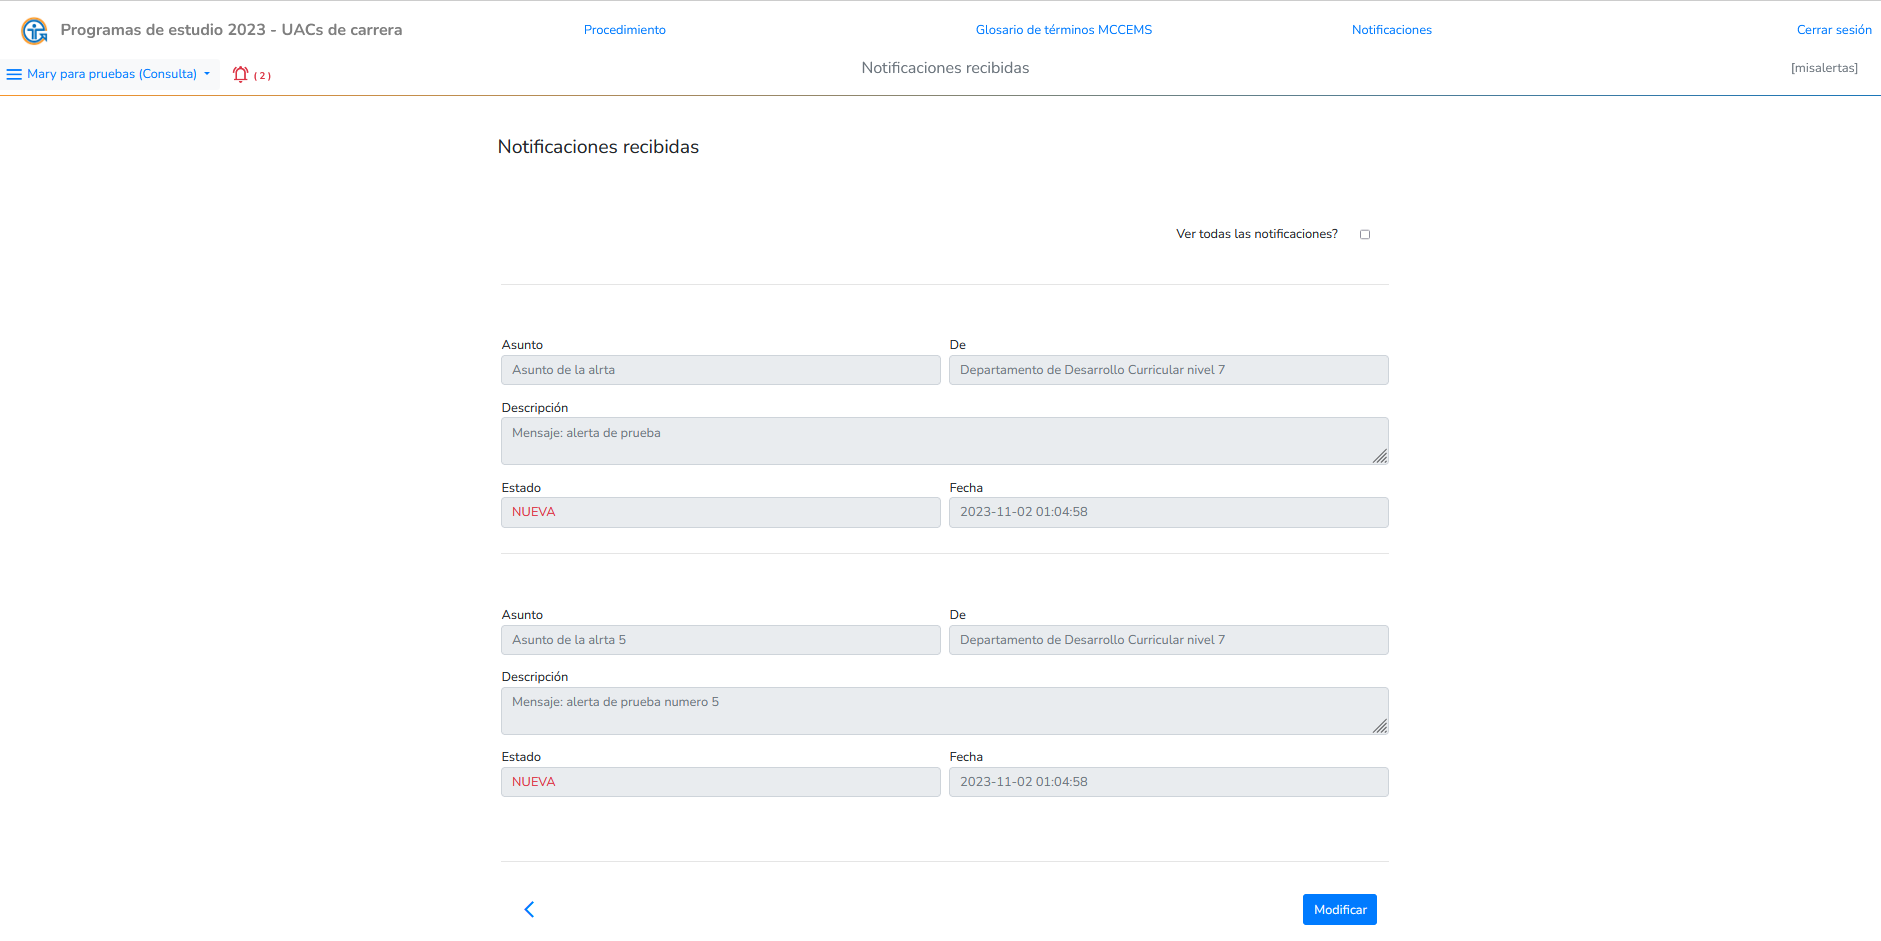 Programas de estudio 2023 - UACs de carrera
Procedimiento
Glosario de términos MCCEMS
Notificaciones
Cerrar sesión
Mary para pruebas (Consulta)
( 2 )
Notificaciones recibidas
[misalertas]
Notificaciones recibidas
Ver todas las notificaciones?
Asunto
De
Asunto de la alrta
Departamento de Desarrollo Curricular nivel 7
Descripción
Mensaje: alerta de prueba
Estado
Fecha
NUEVA
2023-11-02 01:04:58
Asunto
De
Asunto de la alrta 5
Departamento de Desarrollo Curricular nivel 7
Descripción
Mensaje: alerta de prueba numero 5
Estado
Fecha
NUEVA
2023-11-02 01:04:58
Modificar